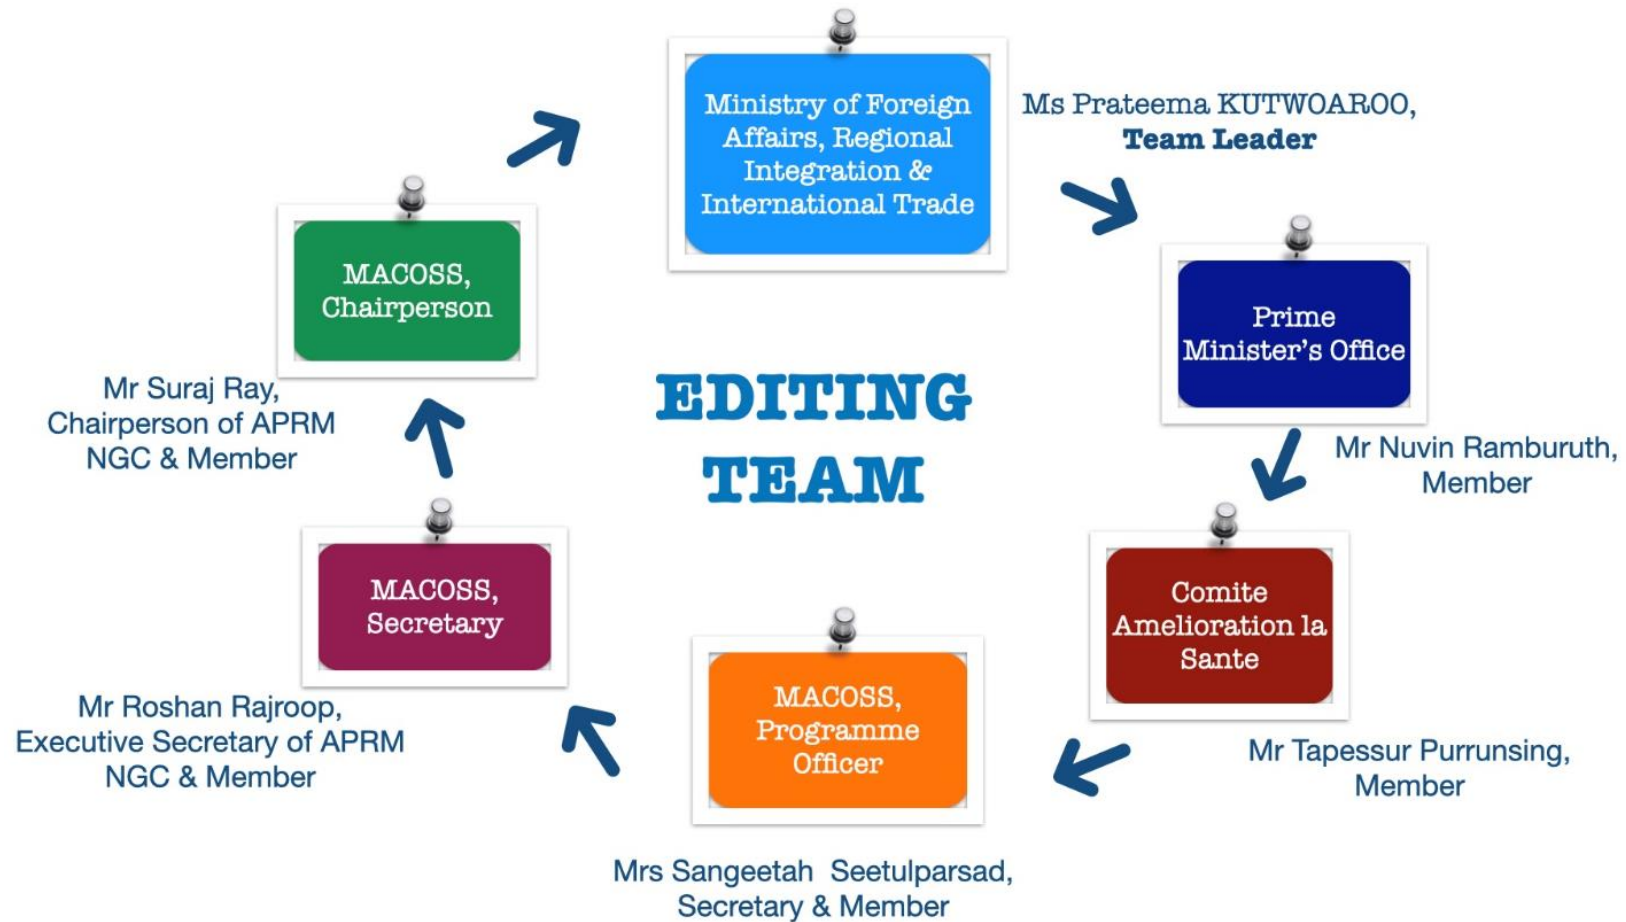 Ministry of Foreign
Affairs, Regional
Integration &
International Trade
Ms Prateema KUTWOAROO,
Team Leader
Prime
Minister's Office
Mr Nuvin Ramburuth,
Member
Comite
Amelioration la
Sante
Mr Tapessur Purrunsing,
Member
MACOSS,
Programme
Officer
Mrs Sangeetah  Seetulparsad,
Secretary & Member
MACOSS,
Secretary
Mr Roshan Rajroop,
Executive Secretary of APRM
NGC & Member
MACOSS,
Chairperson
Mr Suraj Ray,
Chairperson of APRM
NGC & Member
EDITING
TEAM